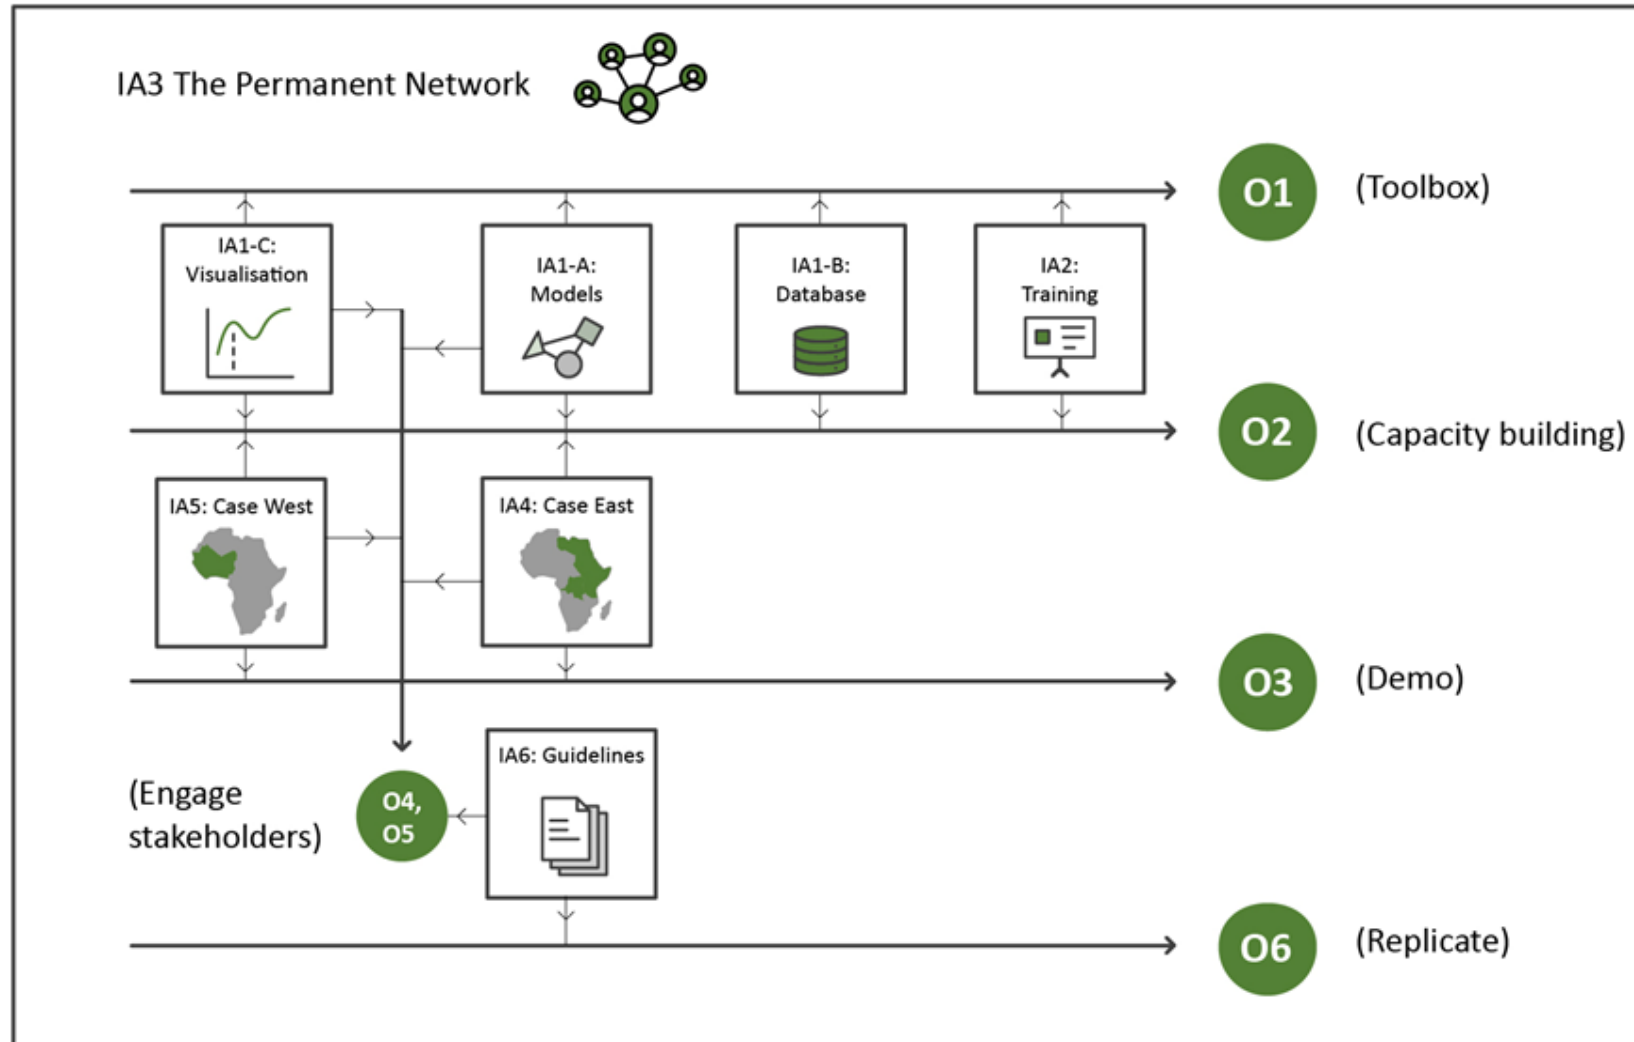 IA3 The Permanent Network
O1
(Toolbox)
IA1-C:
Visualisation
IA1-A:
Models
IA1-B:
Database
IA2:
Training
O2
(Capacity building)
IA5: Case West
IA4: Case East
O3
(Demo)
IA6: Guidelines
(Engage
stakeholders)
O4,
O5
O6
(Replicate)